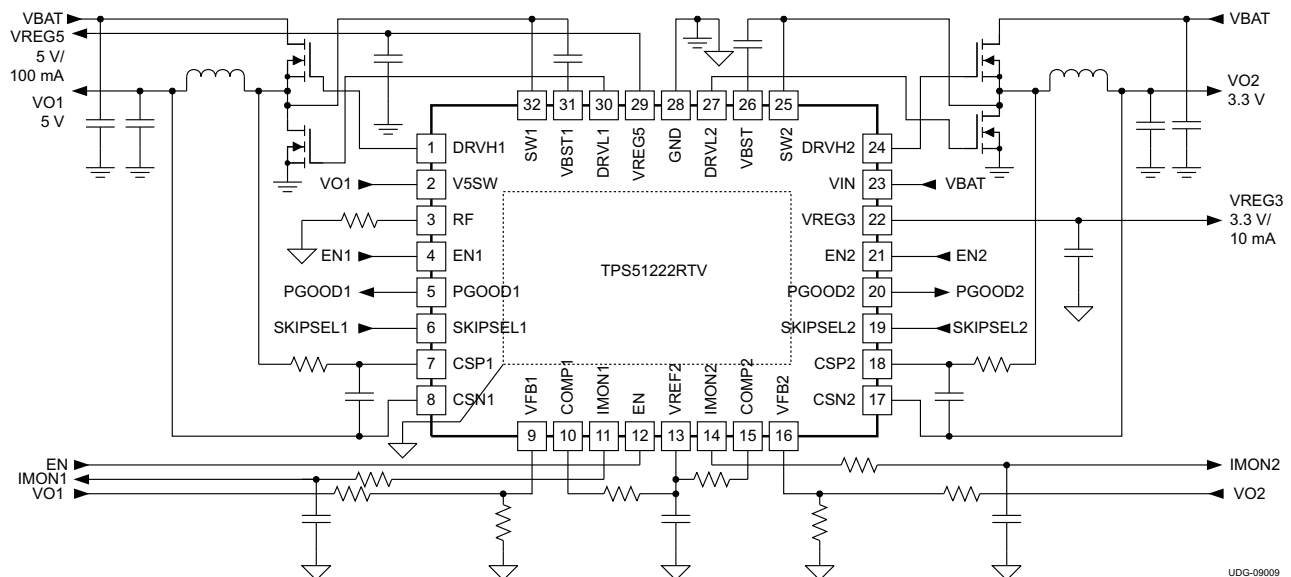 VBAT
VREG5
5 V/
100 mA
VO1
5 V
VBAT
VO2
3.3 V
32
31
30
29
28
27
26
25
SW1
VBST1
DRVL1
VREG5
GND
DRVL2
VBST
SW2
1
DRVH1
DRVH2
24
VO1
2
V5SW
VIN
23
VBAT
3
RF
VREG3
22
VREG3
3.3 V/
10 mA
EN1
4
EN1
EN2
21
EN2
TPS51222RTV
PGOOD1
5
PGOOD1
PGOOD2
20
PGOOD2
SKIPSEL1
6
SKIPSEL1
SKIPSEL2
19
SKIPSEL2
7
CSP1
CSP2
18
8
CSN1
CSN2
17
VFB1
COMP1
IMON1
EN
VREF2
IMON2
COMP2
VFB2
9
10
11
12
13
14
15
16
EN
IMON1
VO1
IMON2
VO2
UDG-09009